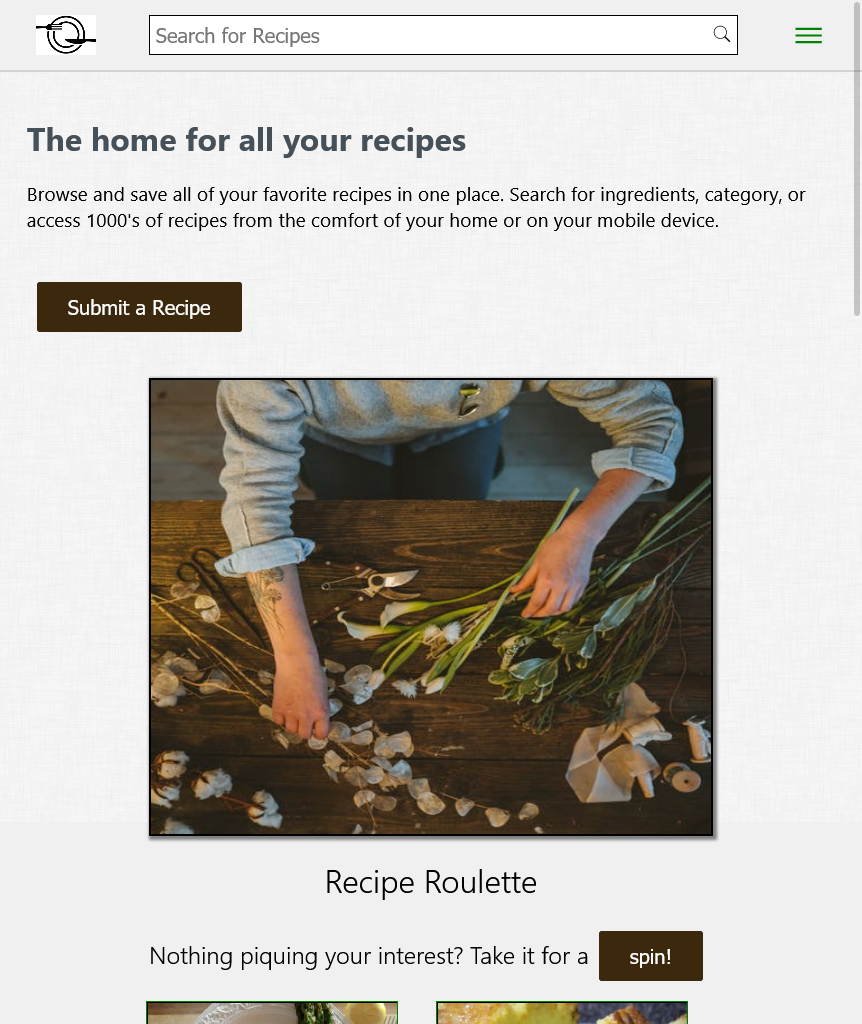 Search for Recipes
The home for all your recipes
Browse and save all of your favorite recipes in one place. Search for ingredients, category, or
access 1000's of recipes from the comfort of your home or on your mobile device.
Submit a Recipe
Recipe Roulette
Nothing piquing your interest? Take it for a spin!